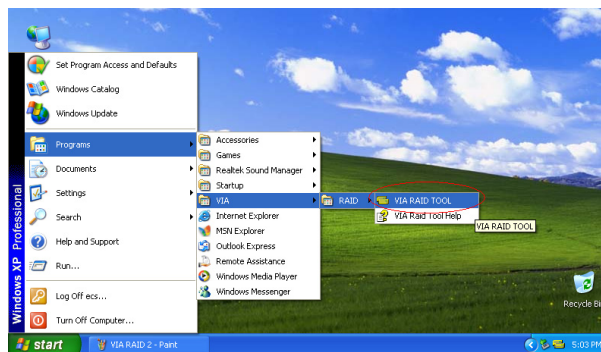 Set Program Access and Defaults
Windows Catalog
Windows Update
Programs
Documents
Settings
Search
Help and Support
Run...
Log Off ecs...
Turn Off Computer...
Windows XP Professional
Accessories
Games
Realtek Sound Manager
Startup
VIA
Internet Explorer
MSN Explorer
Outlook Express
Remote Assistance
Windows Media Player
Windows Messenger
RAID
VIA RAID TOOL
VIA Raid Tool Help
VIA RAID TOOL
Recycle Bi
start
VIA RAID 2 - Paint
5:03 PM